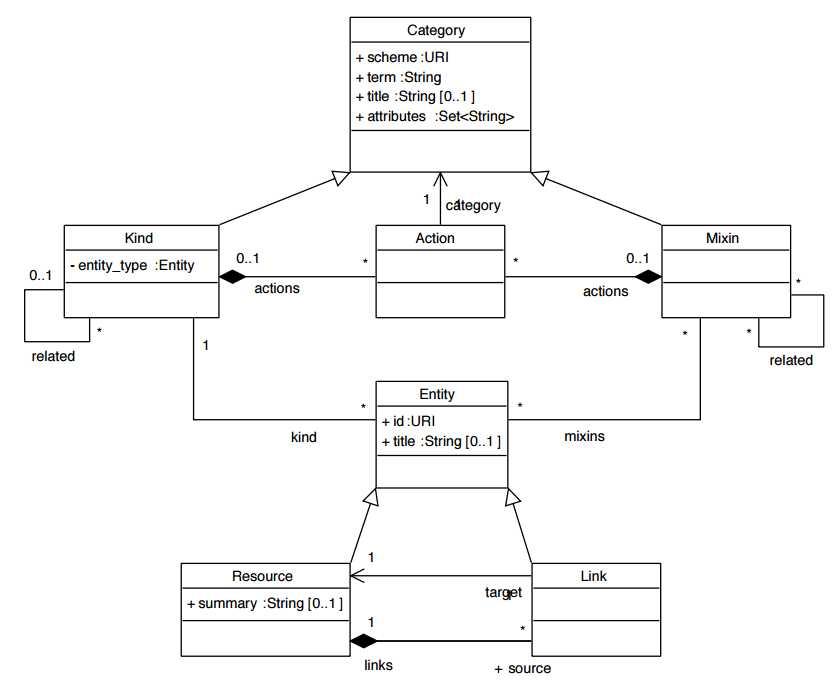 Category
+ scheme :URI
+ term :String
+ title :String [0..1 ]
+ attributes :Set<String>
1
category
Kind
- entity_type :Entity
Action
Mixin
0..1
0..1
*
actions
*
0..1
actions
*
*
related
*
related
1
*
kind
Entity
+ id :URI
+ title :String [0..1 ]
*
mixins
*
Resource
+ summary :String [0..1 ]
1
target
Link
1
links
*
+ source